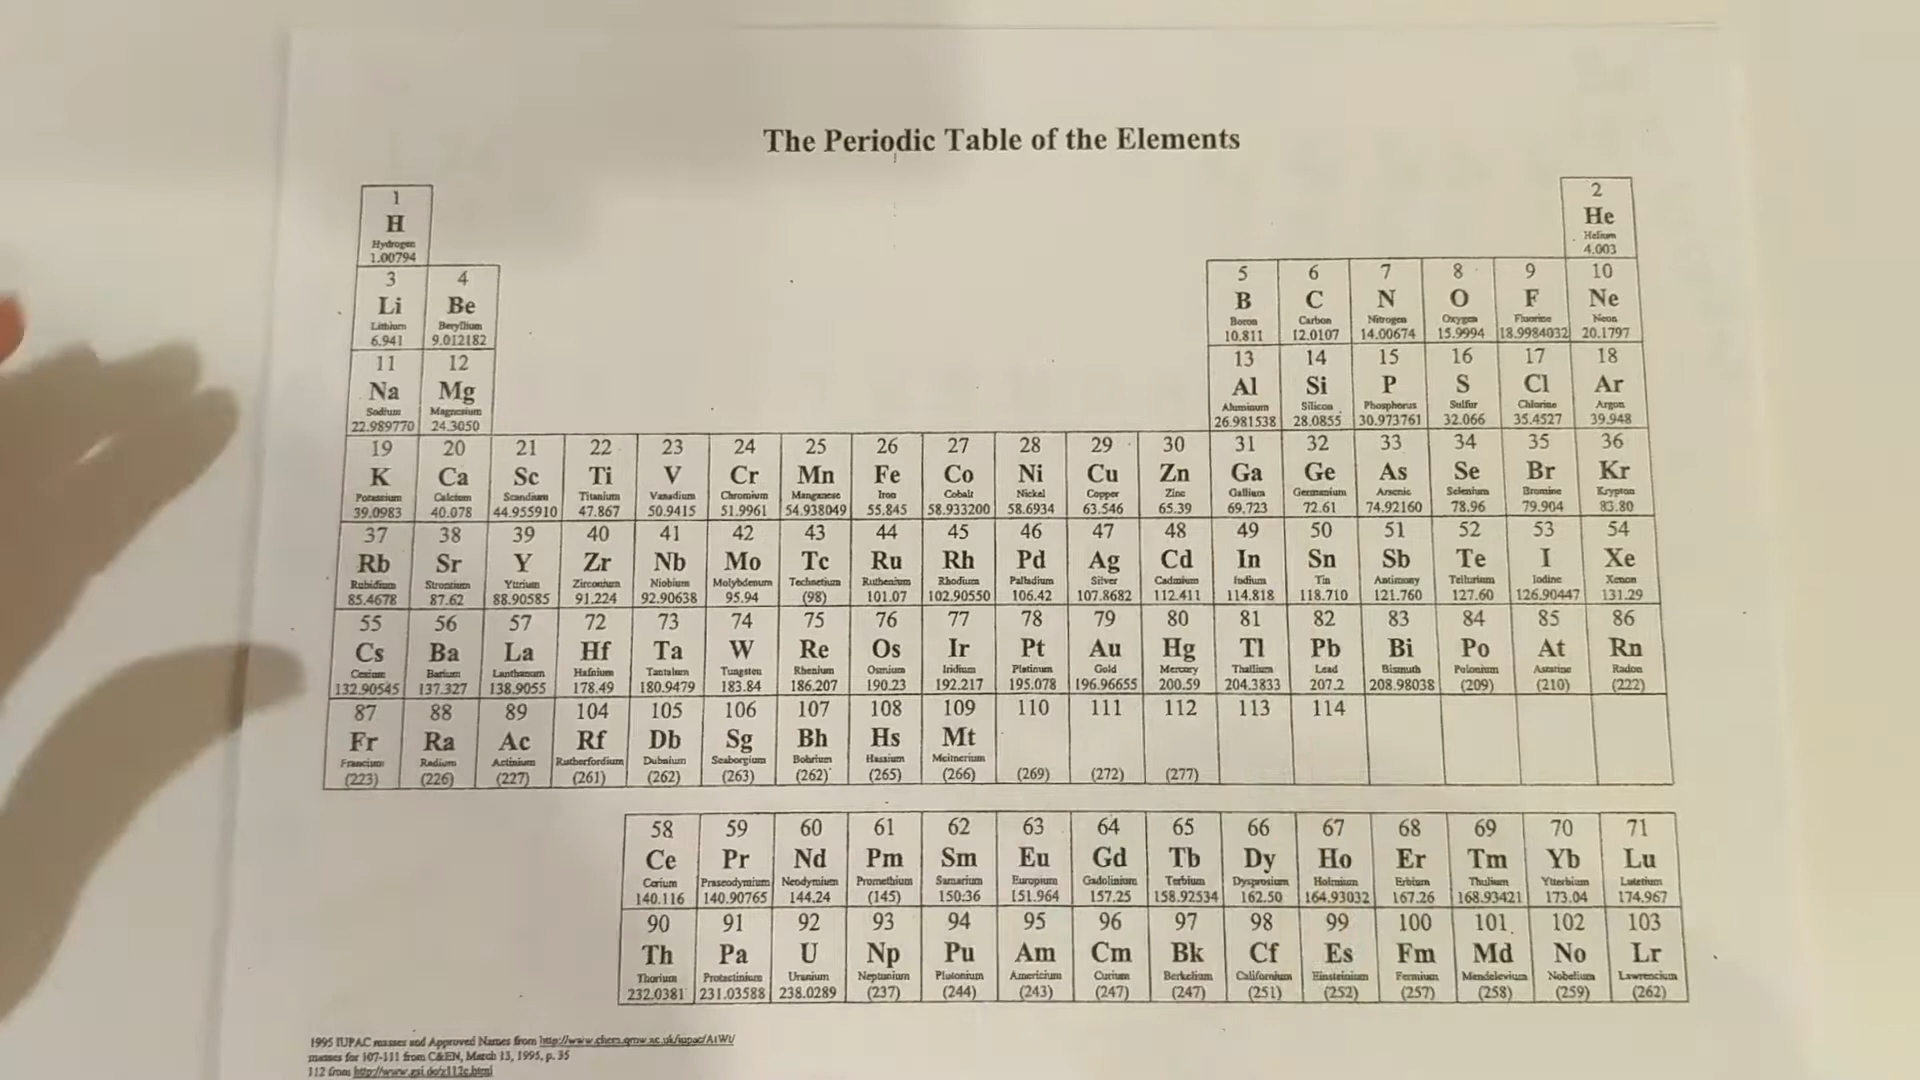 The Periodic Table of the Elements
1 2
H He
Hydrogen Helium
1.00794 4.003
3 4 5 6 7 8 9 10
Li Be B C N O F Ne
Lithium Beryllium Boron Carbon Nitrogen Oxygen Fluorine Neon
6.941 9.012182 10.811 12.0107 14.00674 15.9994 18.9984032 20.1797
11 12 13 14 15 16 17 18
Na Mg Al Si P S Cl Ar
Sodium Magnesium Aluminum Silicon Phosphorus Sulfur Chlorine Argon
22.989770 24.3050 26.981538 28.0855 30.973761 32.066 35.4527 39.948
19 20 21 22 23 24 25 26 27 28 29 30 31 32 33 34 35 36
K Ca Sc Ti V Cr Mn Fe Co Ni Cu Zn Ga Ge As Se Br Kr
Potassium Calcium Scandium Titanium Vanadium Chromium Manganese Iron Cobalt Nickel Copper Zinc Gallium Germanium Arsenic Selenium Bromine Krypton
39.0983 40.078 44.955910 47.867 50.9415 51.9961 54.938049 55.845 58.933200 58.6934 63.546 65.39 69.723 72.61 74.92160 78.96 79.904 83.80
37 38 39 40 41 42 43 44 45 46 47 48 49 50 51 52 53 54
Rb Sr Y Zr Nb Mo Tc Ru Rh Pd Ag Cd In Sn Sb Te I Xe
Rubidium Strontium Yttrium Zirconium Niobium Molybdenum Technetium Ruthenium Rhodium Palladium Silver Cadmium Indium Tin Antimony Tellurium Iodine Xenon
85.4678 87.62 88.90585 91.224 92.90638 95.94 (98) 101.07 102.90550 106.42 107.8682 112.411 114.818 118.710 121.760 127.60 126.90447 131.29
55 56 57 72 73 74 75 76 77 78 79 80 81 82 83 84 85 86
Cs Ba La Hf Ta W Re Os Ir Pt Au Hg Tl Pb Bi Po At Rn
Cesium Barium Lanthanum Hafnium Tantalum Tungsten Rhenium Osmium Iridium Platinum Gold Mercury Thallium Lead Bismuth Polonium Astatine Radon
132.90545 137.327 138.9055 178.49 180.9479 183.84 186.207 190.23 192.217 195.078 196.96655 200.59 204.3833 207.2 208.98038 (209) (210) (222)
87 88 89 104 105 106 107 108 109 110 111 112 113 114
Fr Ra Ac Rf Db Sg Bh Hs Mt
Francium Radium Actinium Rutherfordium Dubnium Seaborgium Bohrium Hassium Meitnerium
(223) (226) (227) (261) (262) (263) (262) (265) (266) (269) (272) (277)
58 59 60 61 62 63 64 65 66 67 68 69 70 71
Ce Pr Nd Pm Sm Eu Gd Tb Dy Ho Er Tm Yb Lu
Cerium Praseodymium Neodymium Promethium Samarium Europium Gadolinium Terbium Dysprosium Holmium Erbium Thulium Ytterbium Lutetium
140.116 140.90765 144.24 (145) 150.36 151.964 157.25 158.92534 162.50 164.93032 167.26 168.93421 173.04 174.967
90 91 92 93 94 95 96 97 98 99 100 101 102 103
Th Pa U Np Pu Am Cm Bk Cf Es Fm Md No Lr
Thorium Protactinium Uranium Neptunium Plutonium Americium Curium Berkelium Californium Einsteinium Fermium Mendelevium Nobelium Lawrencium
232.0381 231.03588 238.0289 (237) (244) (243) (247) (247) (251) (252) (257) (258) (259) (262)
1995 IUPAC masses and Approved Names from http://www.chem.qmw.ac.uk/iupac/AtWt/
masses for 107-111 from C&EN, March 13, 1995, p. 35
112 from http://www.gsi.de/z112e.html